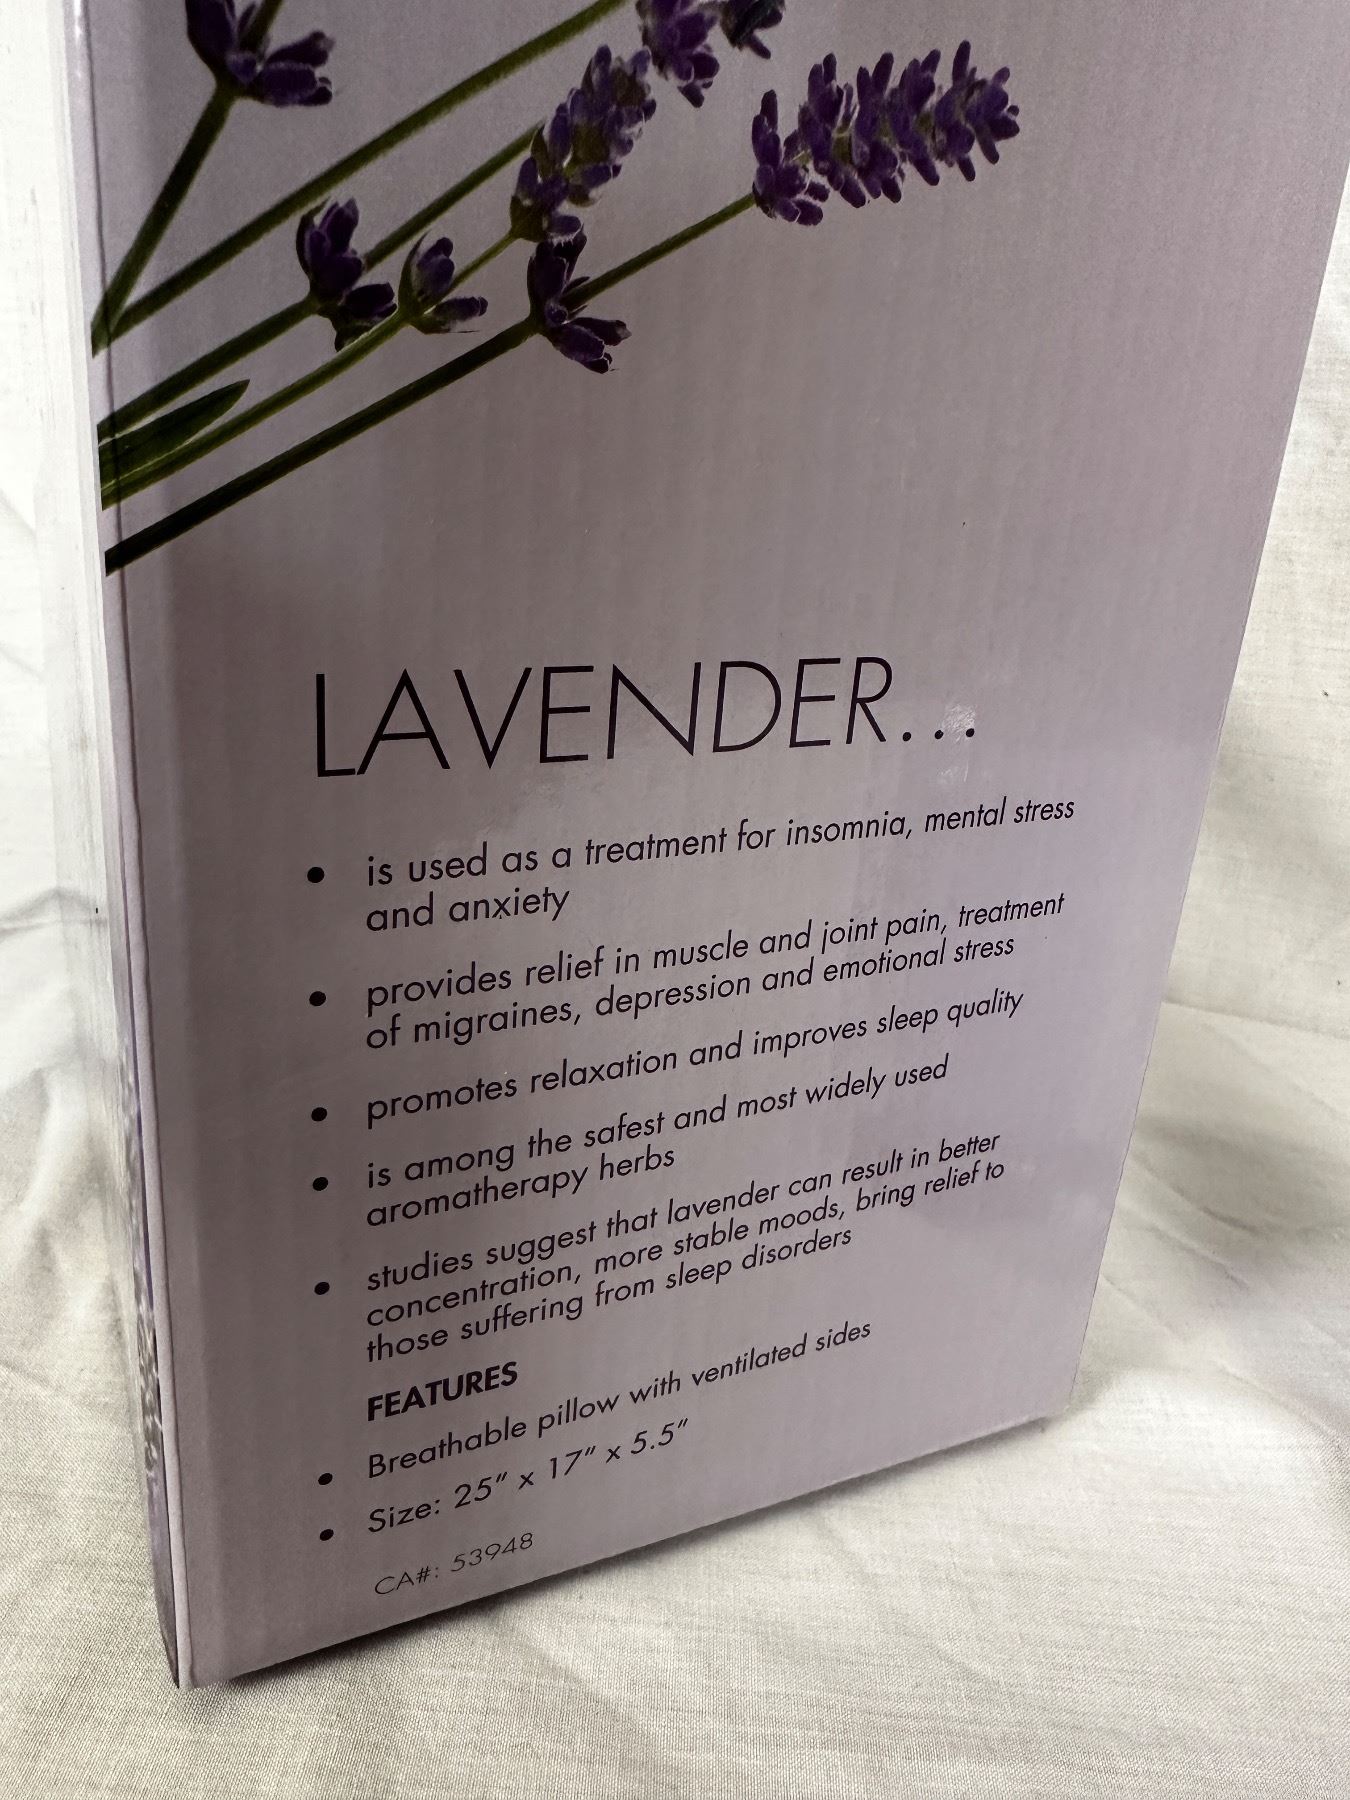 LAVENDER...
• is used as a treatment for insomnia, mental stress
and anxiety
• provides relief in muscle and joint pain, treatment
of migraines, depression and emotional stress
• promotes relaxation and improves sleep quality
• is among the safest and most widely used
aromatherapy herbs
• studies suggest that lavender can result in better
concentration, more stable moods, bring relief to
those suffering from sleep disorders
FEATURES
• Breathable pillow with ventilated sides
• Size: 25" x 17" x 5.5"
CA#: 53948